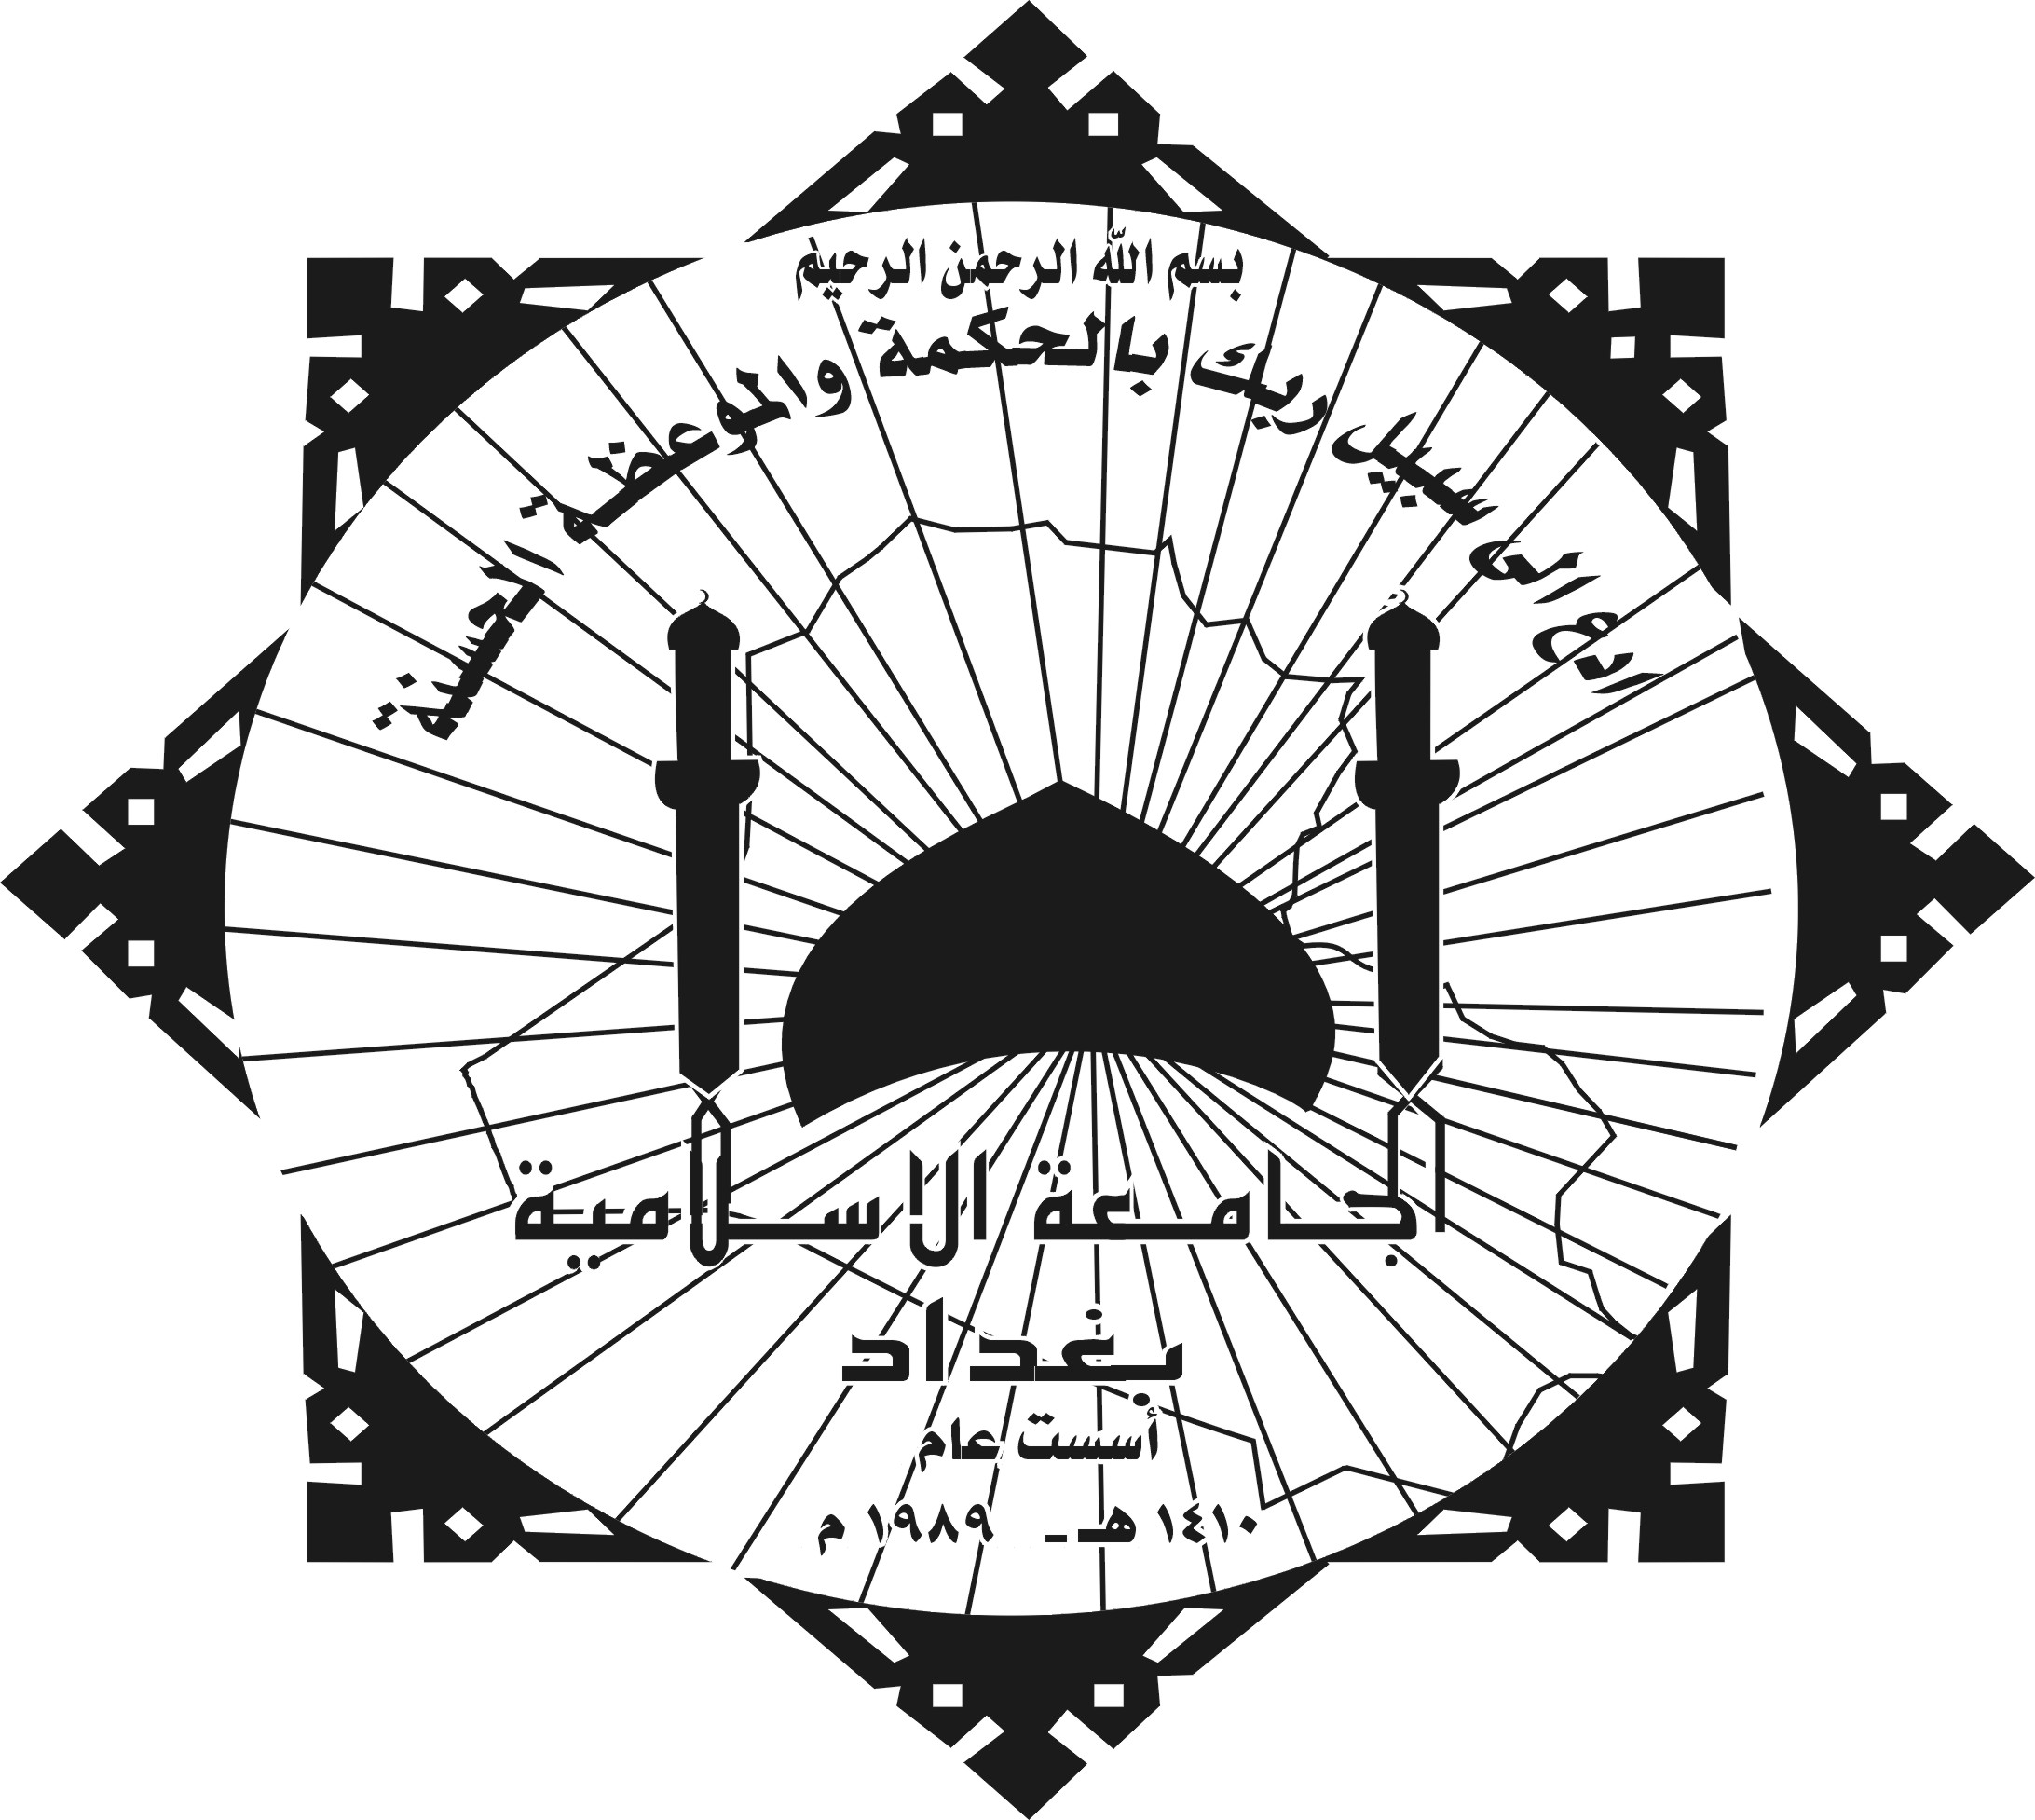 بسم الله الرحمن الرحيم
ادع الى سبيل ربك بالحكمة والموعظة الحسنة
الجامعة الاسلامية
بغداد
أسست عام
١٤١٠ هـ ـ ١٩٨٩ م